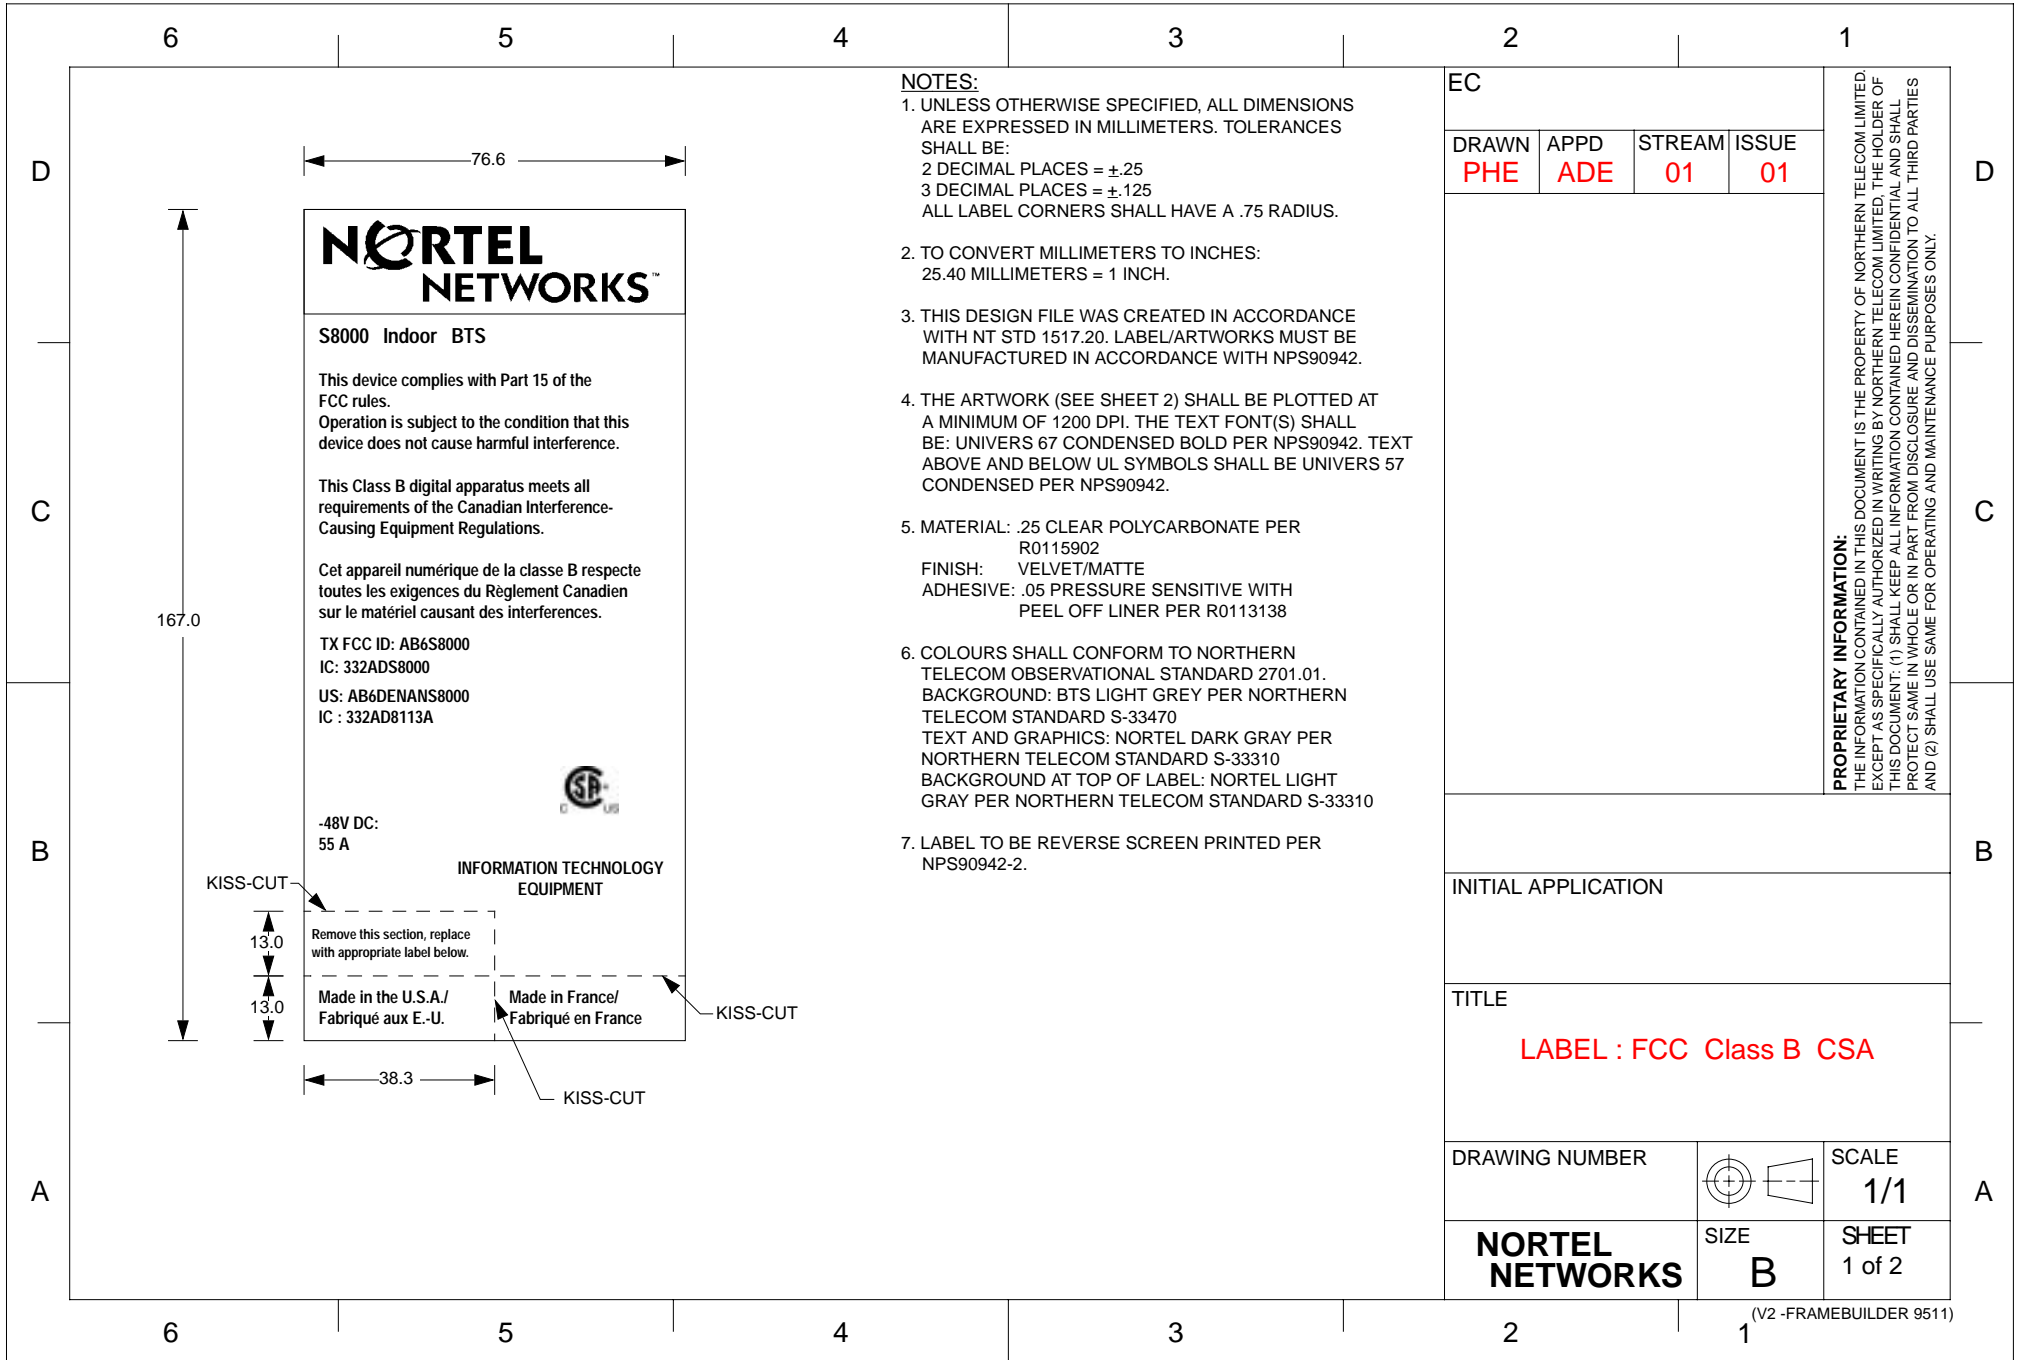 6 5 4 3 2 1
D
C
B
A
76.6
167.0
NORTEL
NETWORKS™
S8000 Indoor BTS
This device complies with Part 15 of the
FCC rules.
Operation is subject to the condition that this
device does not cause harmful interference.
This Class B digital apparatus meets all
requirements of the Canadian Interference-
Causing Equipment Regulations.
Cet appareil numérique de la classe B respecte
toutes les exigences du Règlement Canadien
sur le matériel causant des interferences.
TX FCC ID: AB6S8000
IC: 332ADS8000
US: AB6DENANS8000
IC : 332AD8113A
CSA
C US
-48V DC:
55 A
INFORMATION TECHNOLOGY
EQUIPMENT
KISS-CUT
13.0
Remove this section, replace
with appropriate label below.
13.0
Made in the U.S.A./
Fabriqué aux E.-U.
Made in France/
Fabriqué en France
KISS-CUT
38.3
KISS-CUT
NOTES:
1. UNLESS OTHERWISE SPECIFIED, ALL DIMENSIONS
ARE EXPRESSED IN MILLIMETERS. TOLERANCES
SHALL BE:
2 DECIMAL PLACES = ±.25
3 DECIMAL PLACES = ±.125
ALL LABEL CORNERS SHALL HAVE A .75 RADIUS.
2. TO CONVERT MILLIMETERS TO INCHES:
25.40 MILLIMETERS = 1 INCH.
3. THIS DESIGN FILE WAS CREATED IN ACCORDANCE
WITH NT STD 1517.20. LABEL/ARTWORKS MUST BE
MANUFACTURED IN ACCORDANCE WITH NPS90942.
4. THE ARTWORK (SEE SHEET 2) SHALL BE PLOTTED AT
A MINIMUM OF 1200 DPI. THE TEXT FONT(S) SHALL
BE: UNIVERS 67 CONDENSED BOLD PER NPS90942. TEXT
ABOVE AND BELOW UL SYMBOLS SHALL BE UNIVERS 57
CONDENSED PER NPS90942.
5. MATERIAL: .25 CLEAR POLYCARBONATE PER
R0115902
FINISH: VELVET/MATTE
ADHESIVE: .05 PRESSURE SENSITIVE WITH
PEEL OFF LINER PER R0113138
6. COLOURS SHALL CONFORM TO NORTHERN
TELECOM OBSERVATIONAL STANDARD 2701.01.
BACKGROUND: BTS LIGHT GREY PER NORTHERN
TELECOM STANDARD S-33470
TEXT AND GRAPHICS: NORTEL DARK GRAY PER
NORTHERN TELECOM STANDARD S-33310
BACKGROUND AT TOP OF LABEL: NORTEL LIGHT
GRAY PER NORTHERN TELECOM STANDARD S-33310
7. LABEL TO BE REVERSE SCREEN PRINTED PER
NPS90942-2.
EC
DRAWN APPD STREAM ISSUE
PHE ADE 01 01
PROPRIETARY INFORMATION:
THE INFORMATION CONTAINED IN THIS DOCUMENT IS THE PROPERTY OF NORTHERN TELECOM LIMITED.
EXCEPT AS SPECIFICALLY AUTHORIZED IN WRITING BY NORTHERN TELECOM LIMITED, THE HOLDER OF
THIS DOCUMENT: (1) SHALL KEEP ALL INFORMATION CONTAINED HEREIN CONFIDENTIAL AND SHALL
PROTECT SAME IN WHOLE OR IN PART FROM DISCLOSURE AND DISSEMINATION TO ALL THIRD PARTIES
AND (2) SHALL USE SAME FOR OPERATING AND MAINTENANCE PURPOSES ONLY.
INITIAL APPLICATION
TITLE
LABEL : FCC Class B CSA
DRAWING NUMBER
SCALE
1/1
NORTEL
NETWORKS
SIZE
B
SHEET
1 of 2
D
C
B
A
(V2 -FRAMEBUILDER 9511)
6 5 4 3 2 1